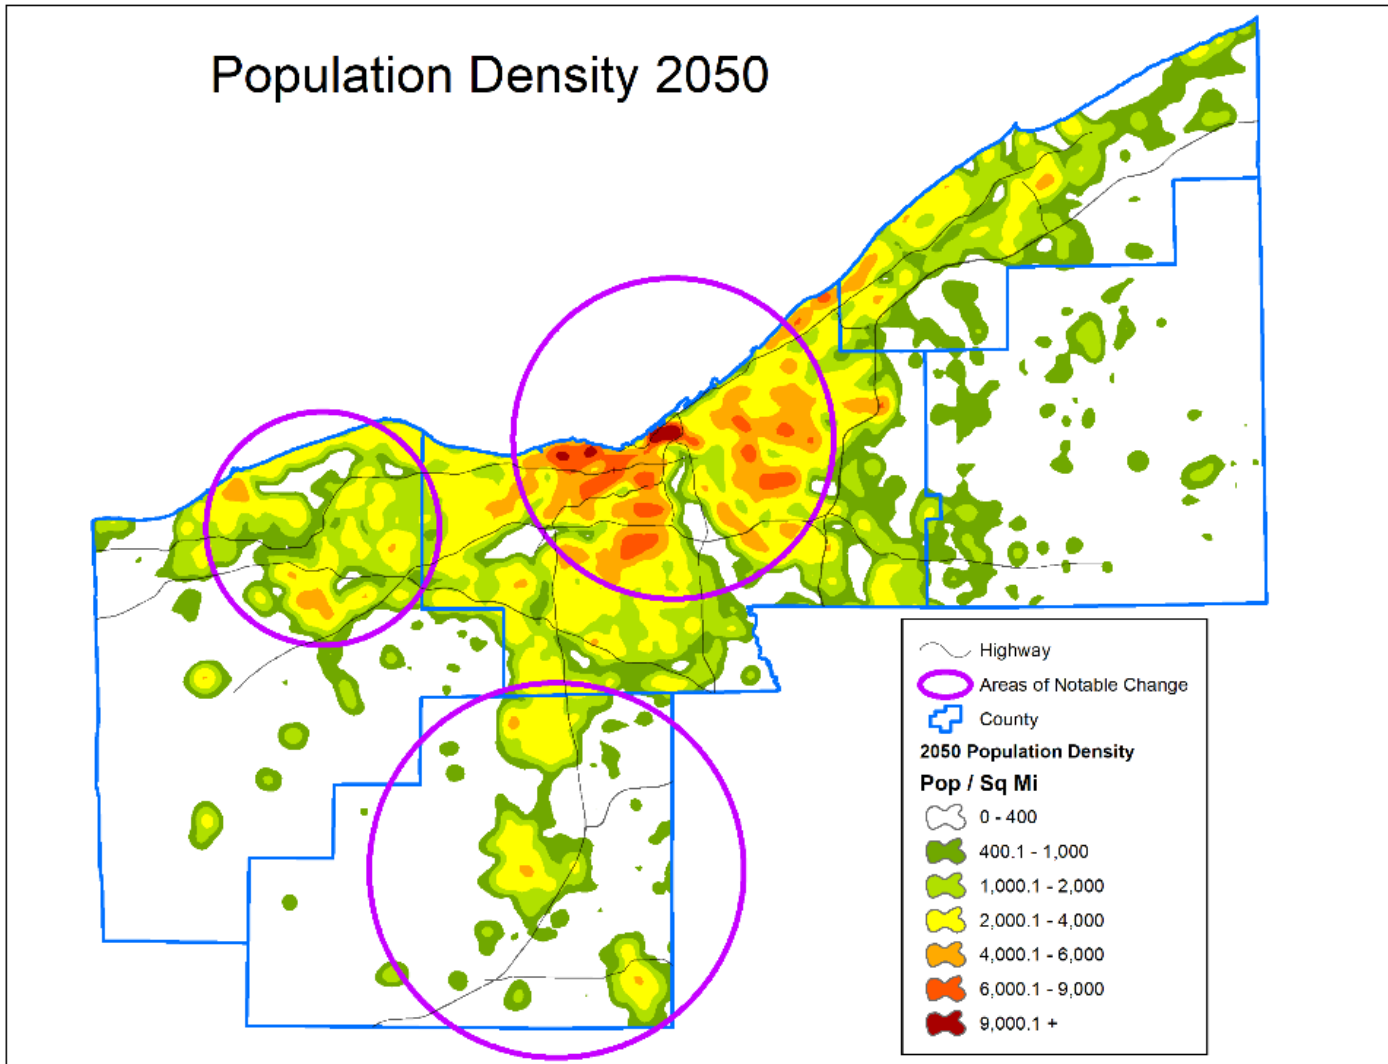 Population Density 2050
Highway
Areas of Notable Change
County
2050 Population Density
Pop / Sq Mi
0 - 400
400.1 - 1,000
1,000.1 - 2,000
2,000.1 - 4,000
4,000.1 - 6,000
6,000.1 - 9,000
9,000.1 +